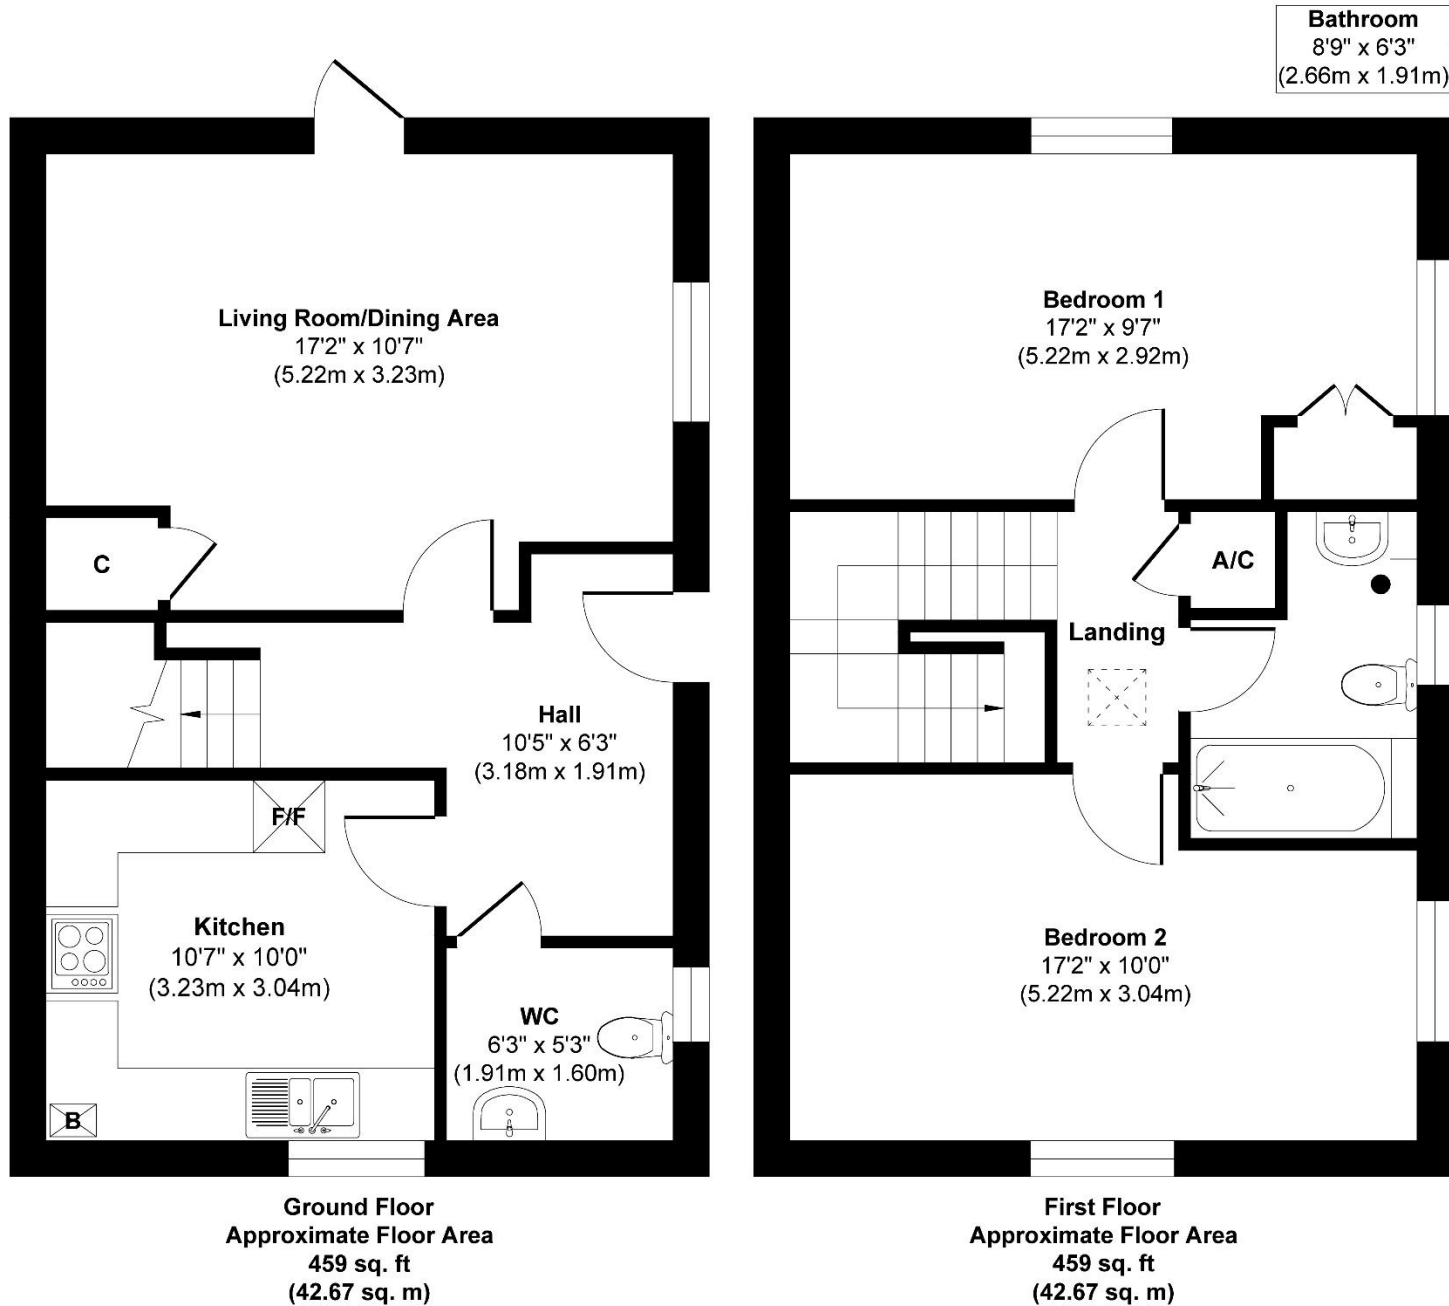 Bathroom
8'9" x 6'3"
(2.66m x 1.91m)
Living Room/Dining Area
17'2" x 10'7"
(5.22m x 3.23m)
C
Hall
10'5" x 6'3"
(3.18m x 1.91m)
F/F
Kitchen
10'7" x 10'0"
(3.23m x 3.04m)
B
WC
6'3" x 5'3"
(1.91m x 1.60m)
Ground Floor
Approximate Floor Area
459 sq. ft
(42.67 sq. m)
Bedroom 1
17'2" x 9'7"
(5.22m x 2.92m)
A/C
Landing
Bedroom 2
17'2" x 10'0"
(5.22m x 3.04m)
First Floor
Approximate Floor Area
459 sq. ft
(42.67 sq. m)